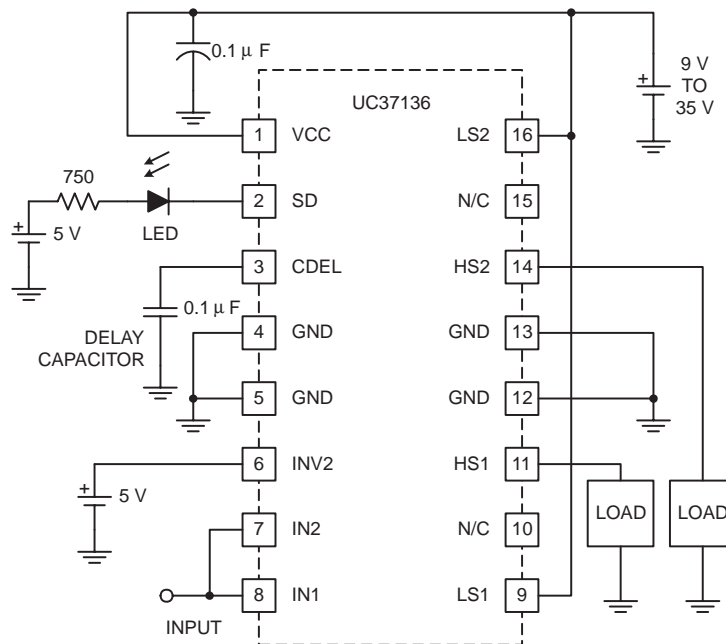 0.1 μ F
9 V
TO
35 V
UC37136
1 VCC LS2 16
750
LED
5 V
2 SD N/C 15
3 CDEL HS2 14
0.1 μ F
DELAY
CAPACITOR
4 GND GND 13
5 GND GND 12
6 INV2 HS1 11
5 V
LOAD LOAD
7 IN2 N/C 10
8 IN1 LS1 9
INPUT